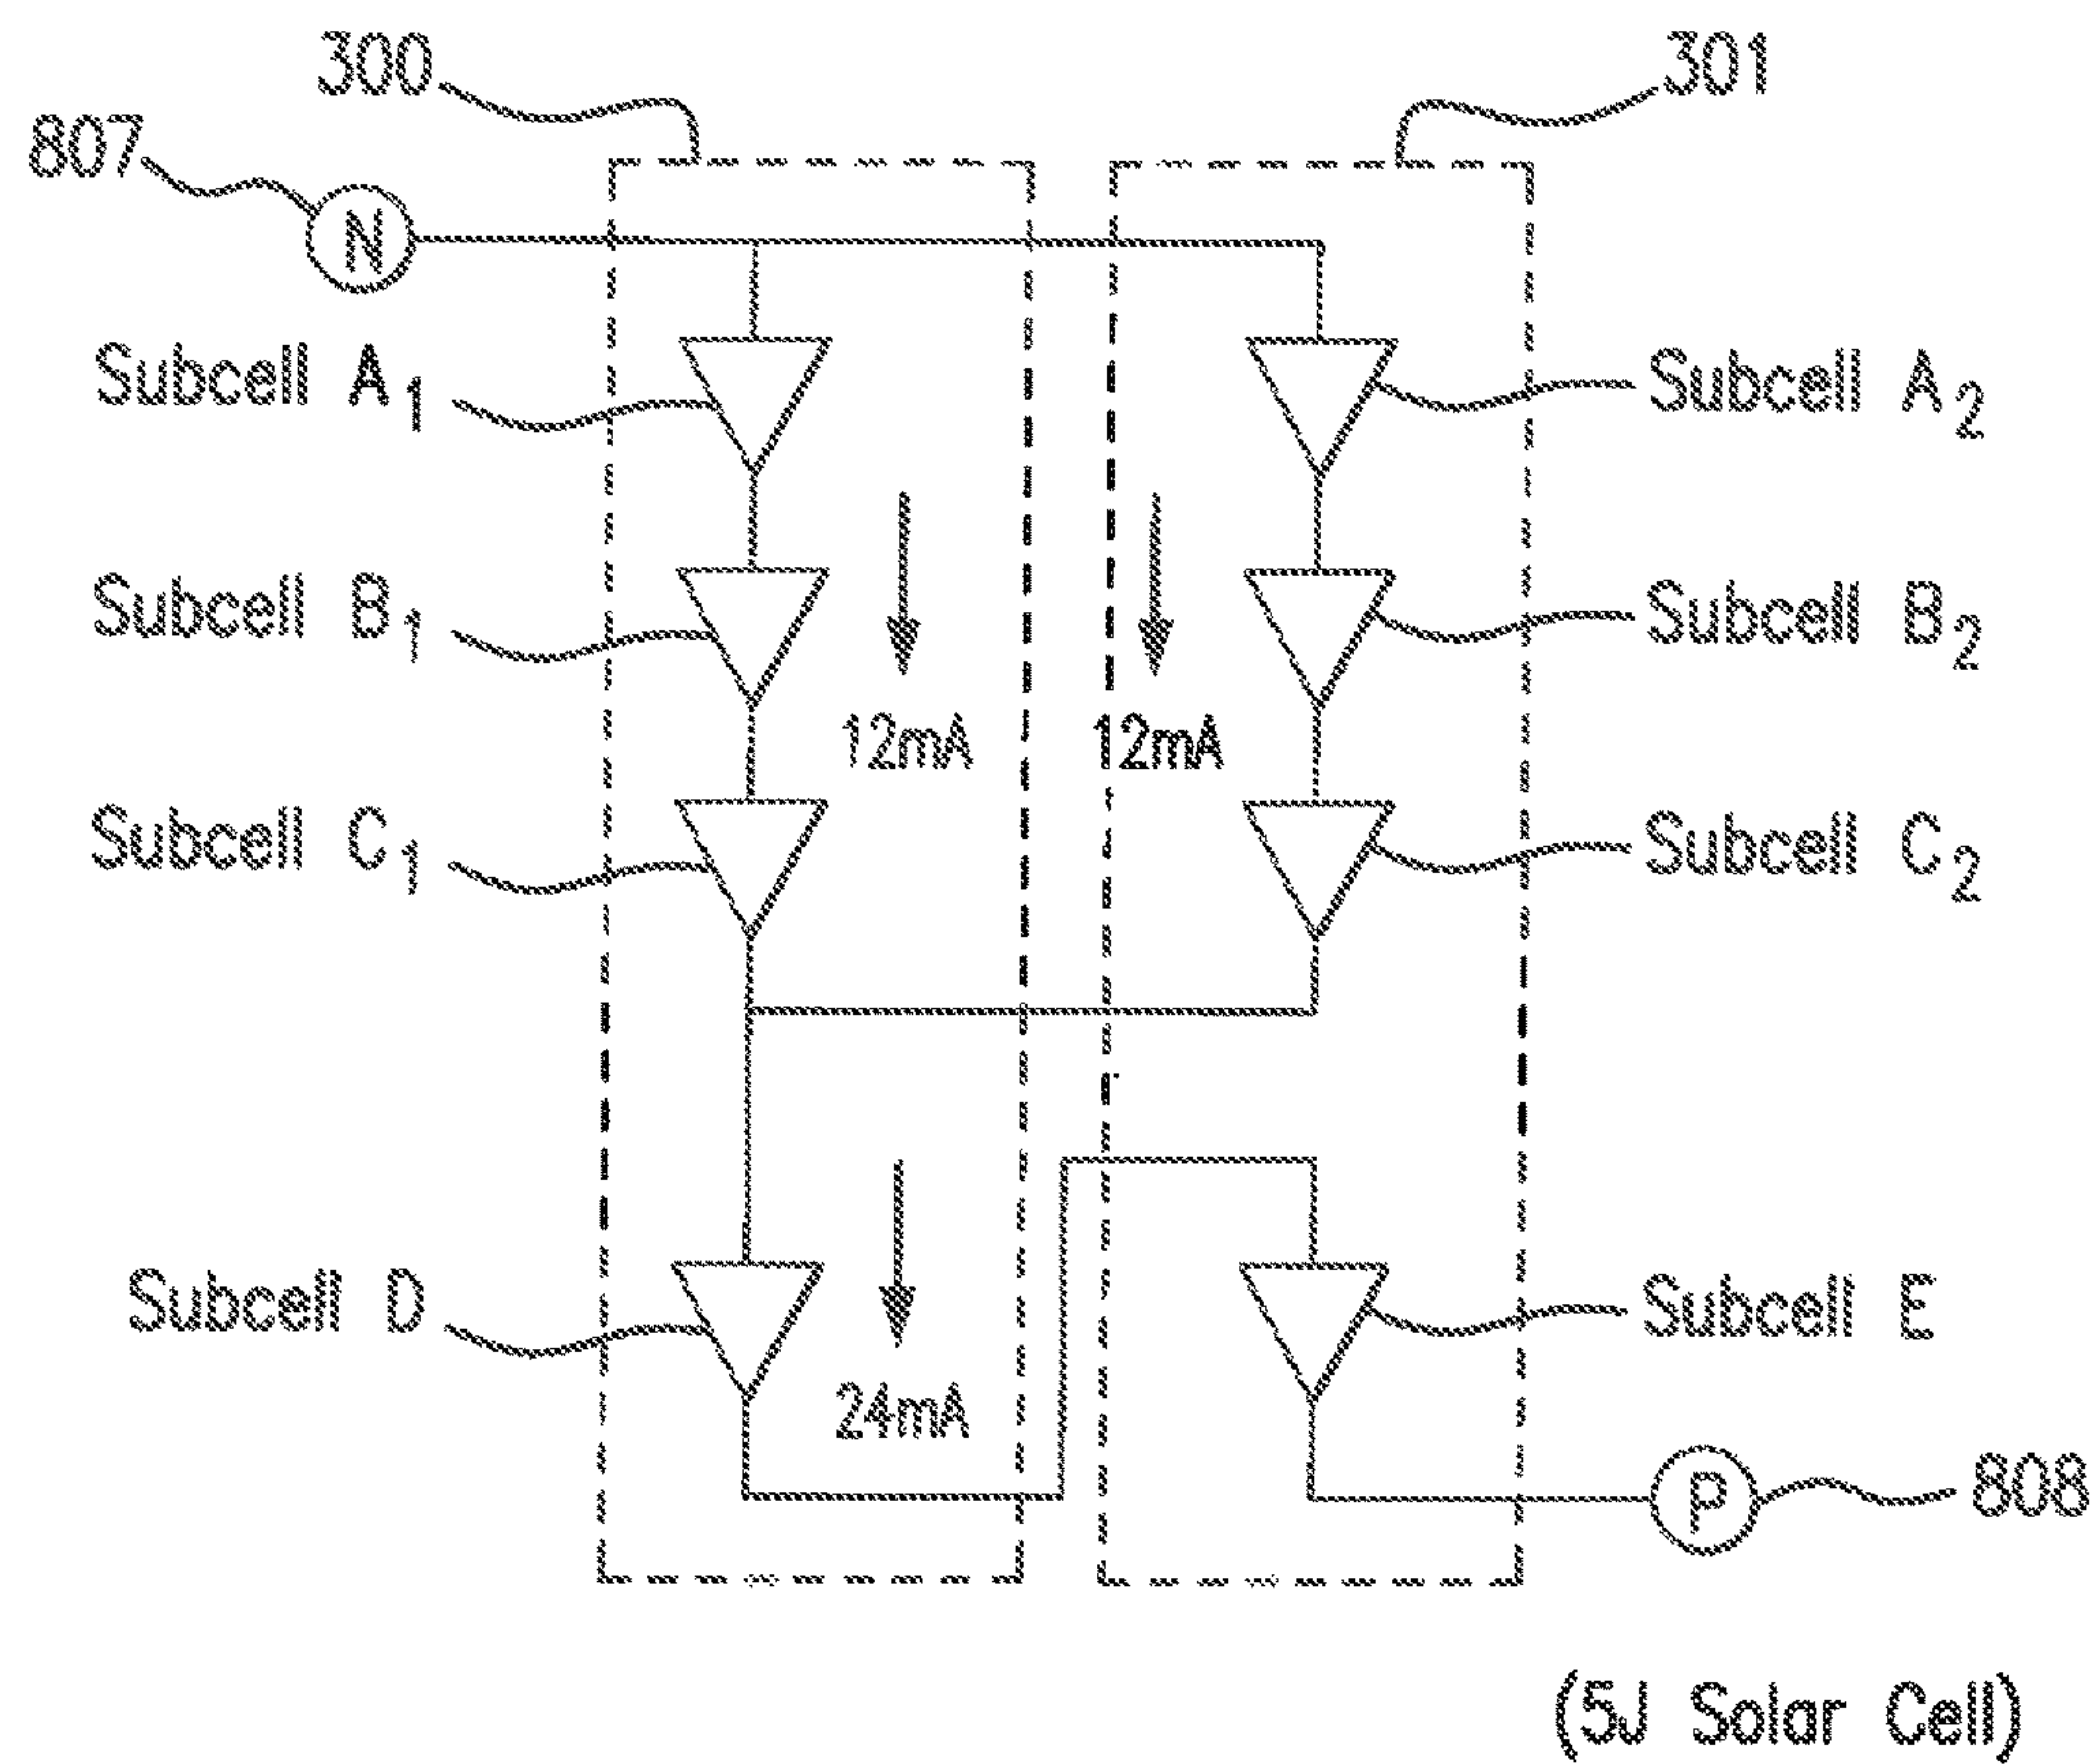 300
301
807
N
Subcell A1
Subcell A2
Subcell B1
Subcell B2
12mA
12mA
Subcell C1
Subcell C2
Subcell D
Subcell E
24mA
P
808
(5J Solar Cell)